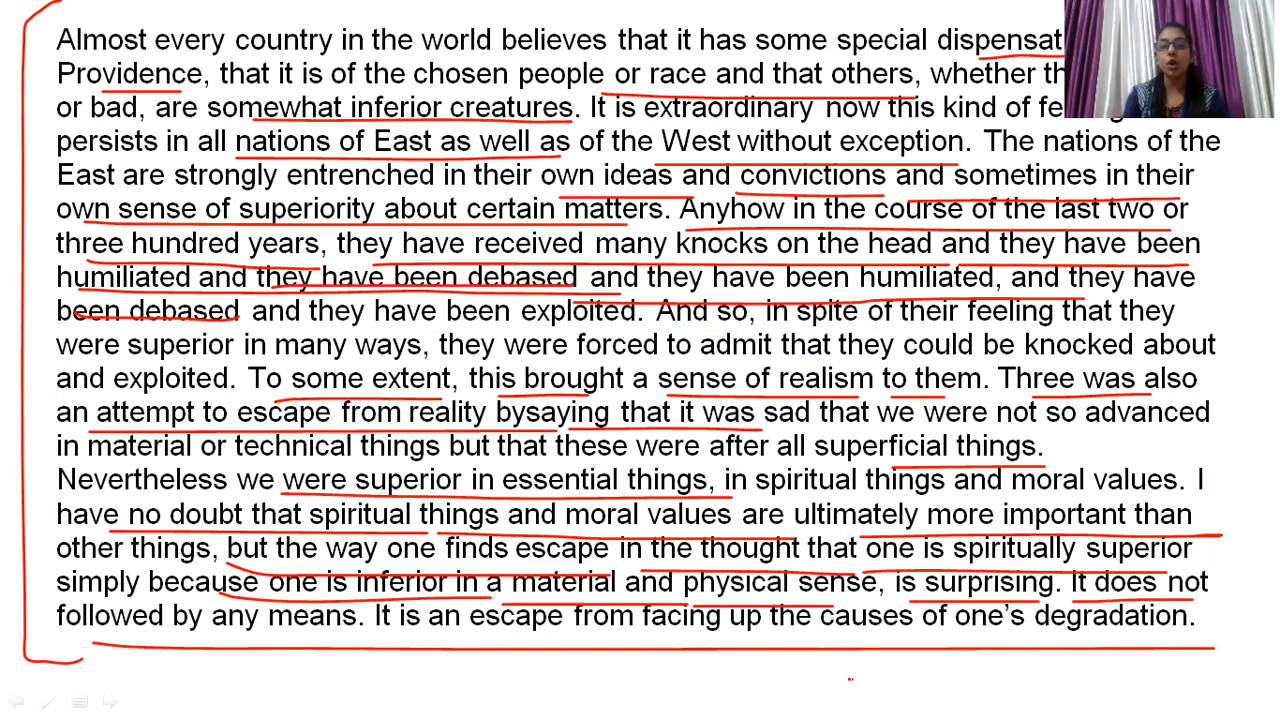 Almost every country in the world believes that it has some special dispensat
Providence, that it is of the chosen people or race and that others, whether th
or bad, are somewhat inferior creatures. It is extraordinary now this kind of fe
persists in all nations of East as well as of the West without exception. The nations of the
East are strongly entrenched in their own ideas and convictions and sometimes in their
own sense of superiority about certain matters. Anyhow in the course of the last two or
three hundred years, they have received many knocks on the head and they have been
humiliated and they have been debased and they have been humiliated, and they have
been debased and they have been exploited. And so, in spite of their feeling that they
were superior in many ways, they were forced to admit that they could be knocked about
and exploited. To some extent, this brought a sense of realism to them. Three was also
an attempt to escape from reality bysaying that it was sad that we were not so advanced
in material or technical things but that these were after all superficial things.
Nevertheless we were superior in essential things, in spiritual things and moral values. I
have no doubt that spiritual things and moral values are ultimately more important than
other things, but the way one finds escape in the thought that one is spiritually superior
simply because one is inferior in a material and physical sense, is surprising. It does not
followed by any means. It is an escape from facing up the causes of one's degradation.